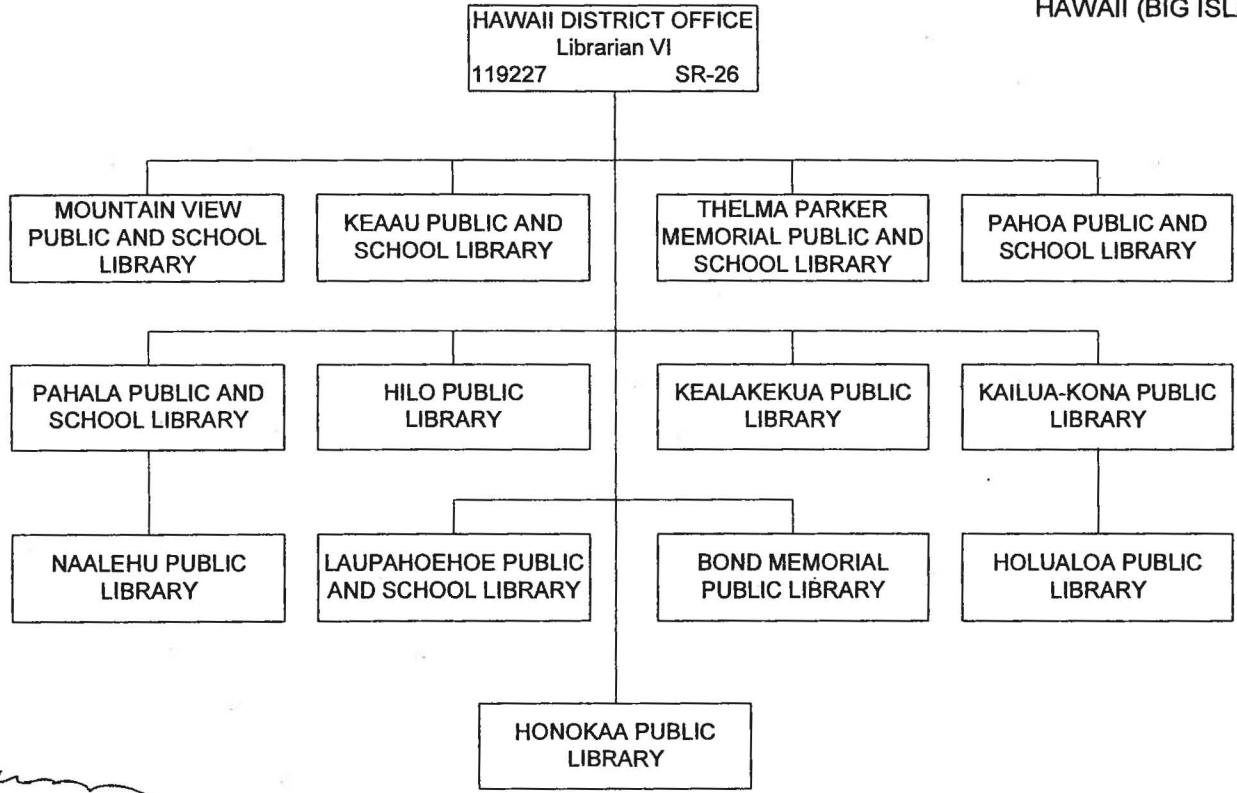 HAWAII (BIG
HAWAII DISTRICT OFFICE
Librarian VI
119227 SR-26
MOUNTAIN VIEW
PUBLIC AND SCHOOL
LIBRARY
KEAAU PUBLIC AND
SCHOOL LIBRARY
THELMA PARKER
MEMORIAL PUBLIC AND
SCHOOL LIBRARY
PAHOA PUBLIC AND
SCHOOL LIBRARY
PAHALA PUBLIC AND
SCHOOL LIBRARY
HILO PUBLIC
LIBRARY
KEALAKEKUA PUBLIC
LIBRARY
KAILUA-KONA PUBLIC
LIBRARY
NAALEHU PUBLIC
LIBRARY
LAUPAHOEHOE PUBLIC
AND SCHOOL LIBRARY
BOND MEMORIAL
PUBLIC LIBRARY
HOLUALOA PUBLIC
LIBRARY
HONOKAA PUBLIC
LIBRARY